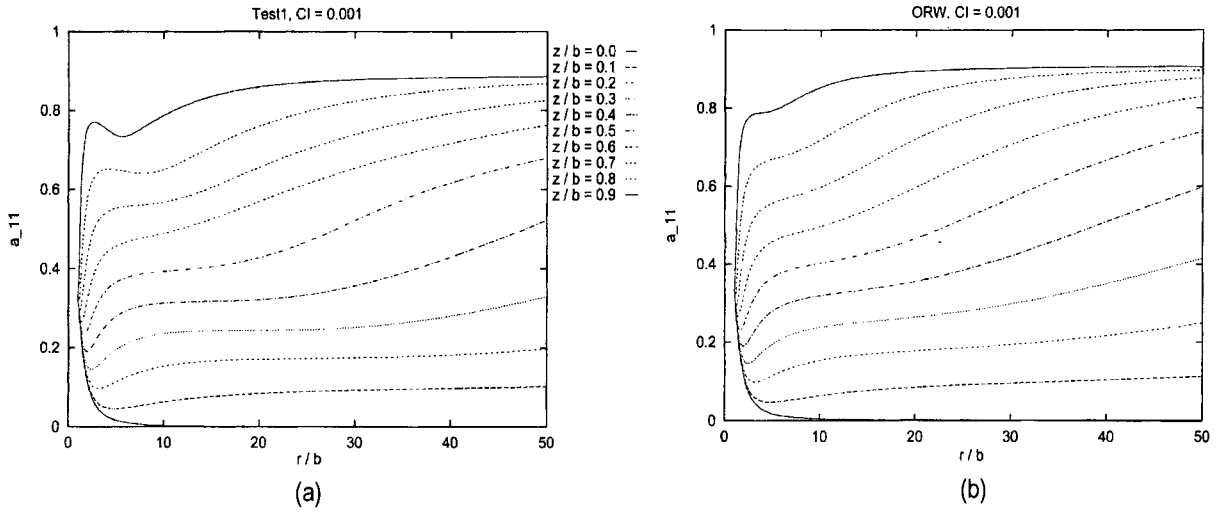 Test1, CI = 0.001
a_11
1
0.8
0.6
0.4
0.2
0
0 10 20 30 40 50
r / b
(a)
z / b = 0.0
z / b = 0.1
z / b = 0.2
z / b = 0.3
z / b = 0.4
z / b = 0.5
z / b = 0.6
z / b = 0.7
z / b = 0.8
z / b = 0.9
ORW, CI = 0.001
a_11
1
0.8
0.6
0.4
0.2
0
0 10 20 30 40 50
r / b
(b)